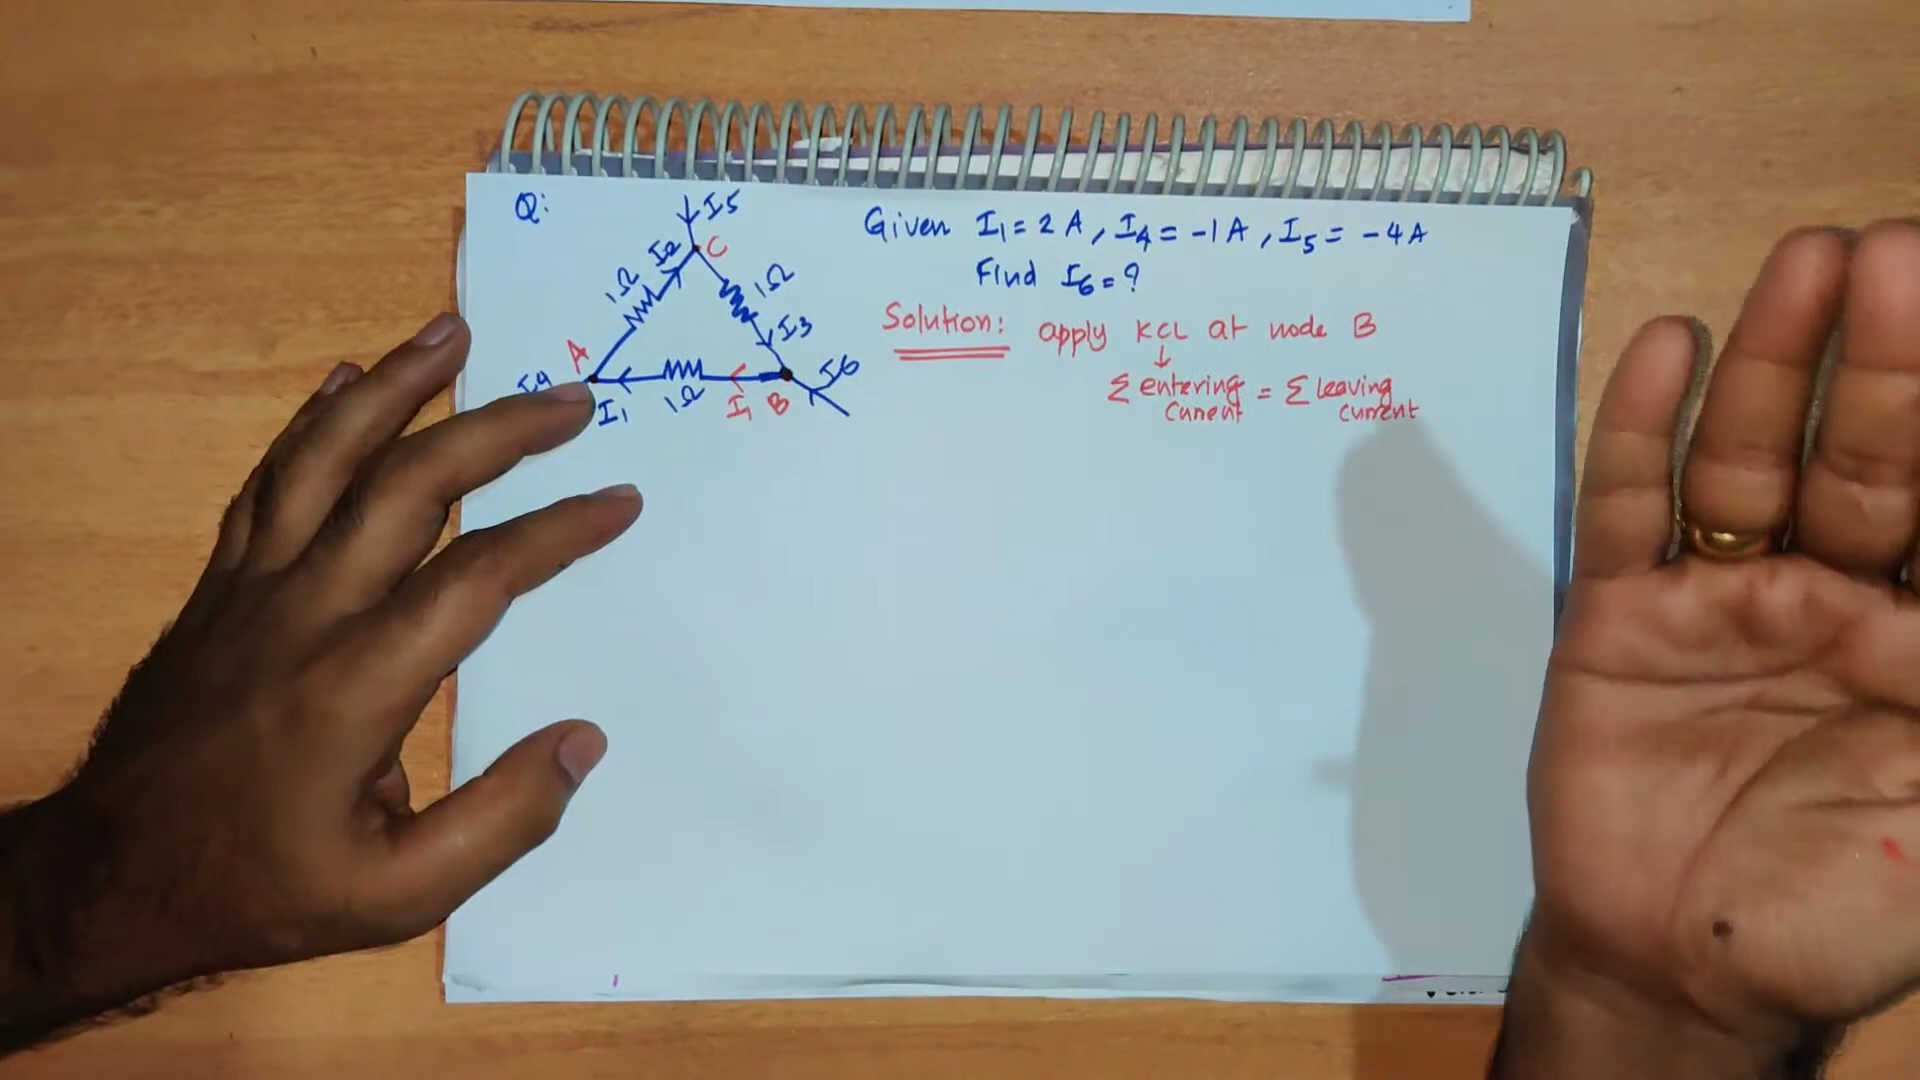 Q:
I5
C
I2
1Ω
1Ω
I3
A
I4
I6
I1
1Ω
I1
B
Given I1 = 2 A, I4 = -1 A, I5 = -4 A
Find I6 = ?
Solution: apply KCL at node B
↓
Σ entering current = Σ leaving current